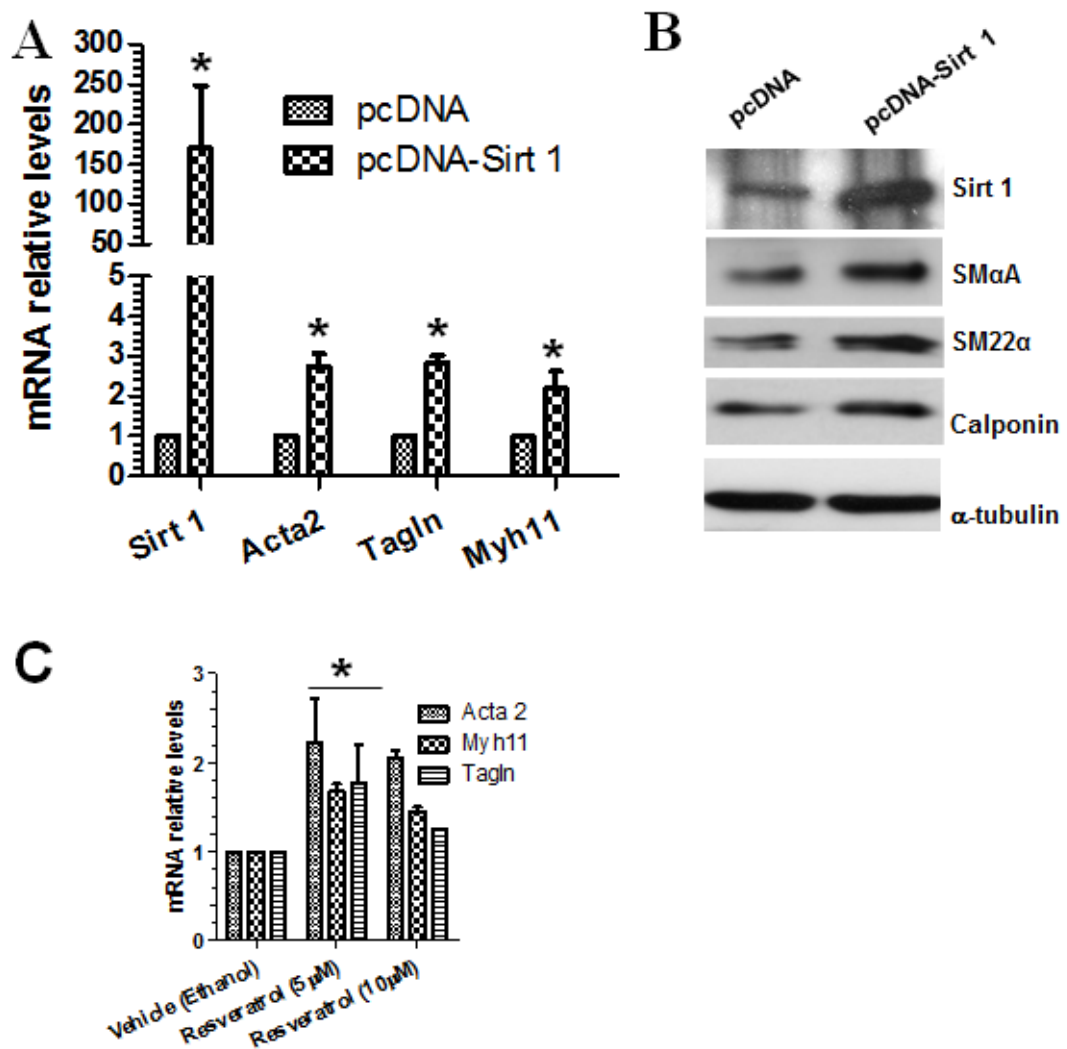 A
mRNA relative levels
300
250
200
150
100
50
5
4
3
2
1
0
*
*
*
*
pcDNA
pcDNA-Sirt 1
Sirt 1
Acta2
Tagln
Myh11
B
pcDNA
pcDNA-Sirt 1
Sirt 1
SMαA
SM22α
Calponin
α-tubulin
C
mRNA relative levels
3
2
1
0
*
Acta 2
Myh11
Tagln
Vehicle (Ethanol)
Resveratrol (5μM)
Resveratrol (10μM)